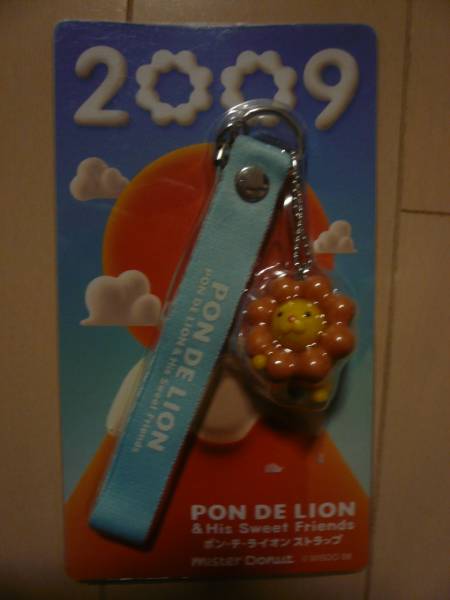 2009
PON DE LION
PON DE LION & His Sweet Friends
PON DE LION
& His Sweet Friends
ポン・デ・ライオン ストラップ
mister Donut